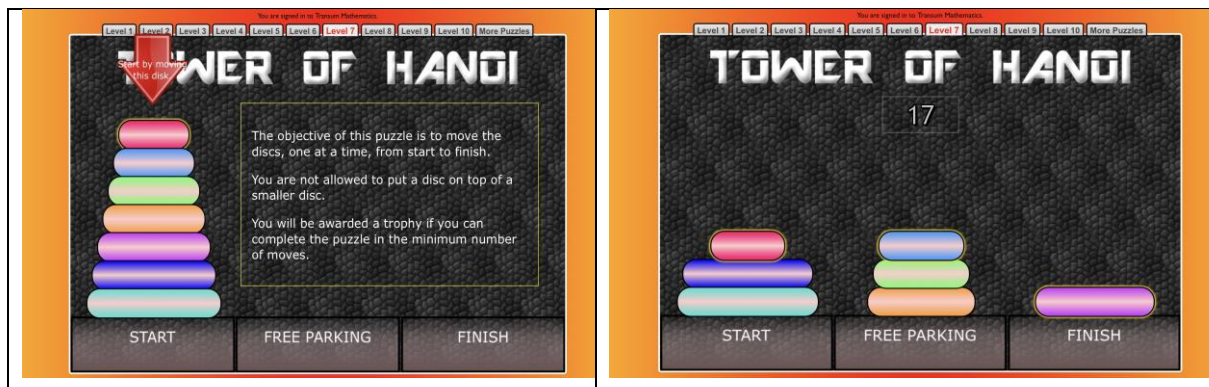 You are signed in to Transum Mathematics
Level 1 Level 2 Level 3 Level 4 Level 5 Level 6 Level 7 Level 8 Level 9 Level 10 More Puzzles
TOWER OF HANOI
Start by moving
this disk
The objective of this puzzle is to move the
discs, one at a time, from start to finish.
You are not allowed to put a disc on top of a
smaller disc.
You will be awarded a trophy if you can
complete the puzzle in the minimum number
of moves.
START FREE PARKING FINISH
You are signed in to Transum Mathematics
Level 1 Level 2 Level 3 Level 4 Level 5 Level 6 Level 7 Level 8 Level 9 Level 10 More Puzzles
TOWER OF HANOI
17
START FREE PARKING FINISH